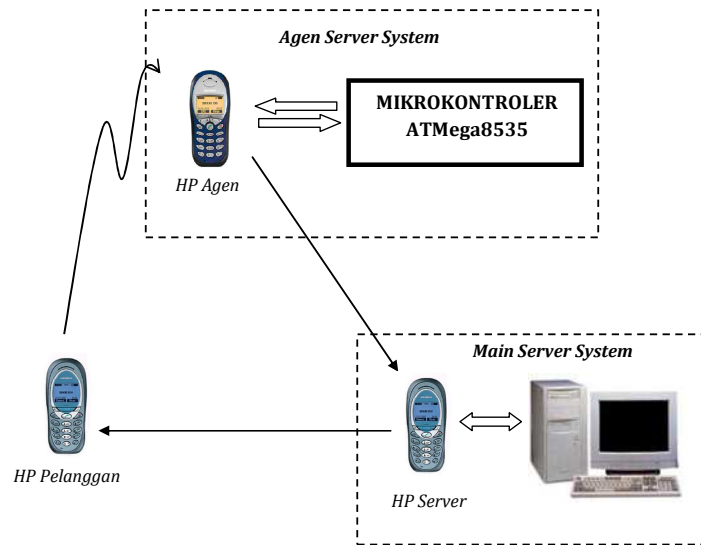 Agen Server System
MIKROKONTROLER
ATMega8535
HP Agen
Main Server System
HP Pelanggan
HP Server